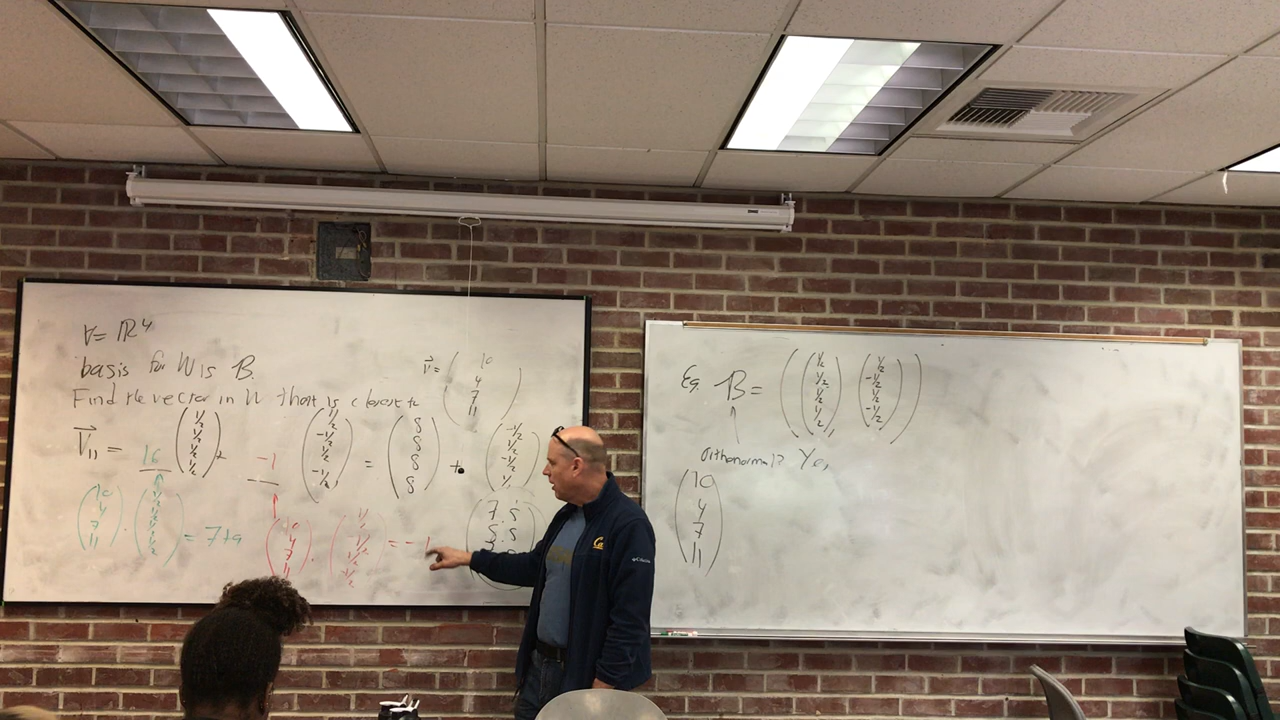 V = ℝ⁴
basis for W is B.
Find the vector in W that is closest to v⃗ = (10 4 7 11)
v⃗₁₁ = 16 (1/2 1/2 1/2 1/2) + -1 (1/2 -1/2 1/2 -1/2) = (8 8 8 8) + (-1/2 1/2 -1/2 1/2)
(10 4 7 11) · (1/2 1/2 1/2 1/2) = 7+9
(10 4 7 11) · (1/2 -1/2 1/2 -1/2) = -1
(7.5 8.5
Eg. B = ((1/2 1/2 1/2 1/2) (1/2 -1/2 1/2 -1/2))
Orthonormal? Yes,
(10 4 7 11)
Cal
Columbia